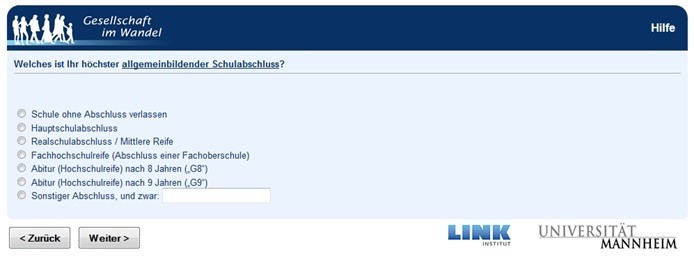 Gesellschaft
im Wandel
Hilfe
Welches ist Ihr höchster allgemeinbildender Schulabschluss?
Schule ohne Abschluss verlassen
Hauptschulabschluss
Realschulabschluss / Mittlere Reife
Fachhochschulreife (Abschluss einer Fachoberschule)
Abitur (Hochschulreife) nach 8 Jahren („G8“)
Abitur (Hochschulreife) nach 9 Jahren („G9“)
Sonstiger Abschluss, und zwar:
< Zurück
Weiter >
LINK
INSTITUT
UNIVERSITÄT
MANNHEIM